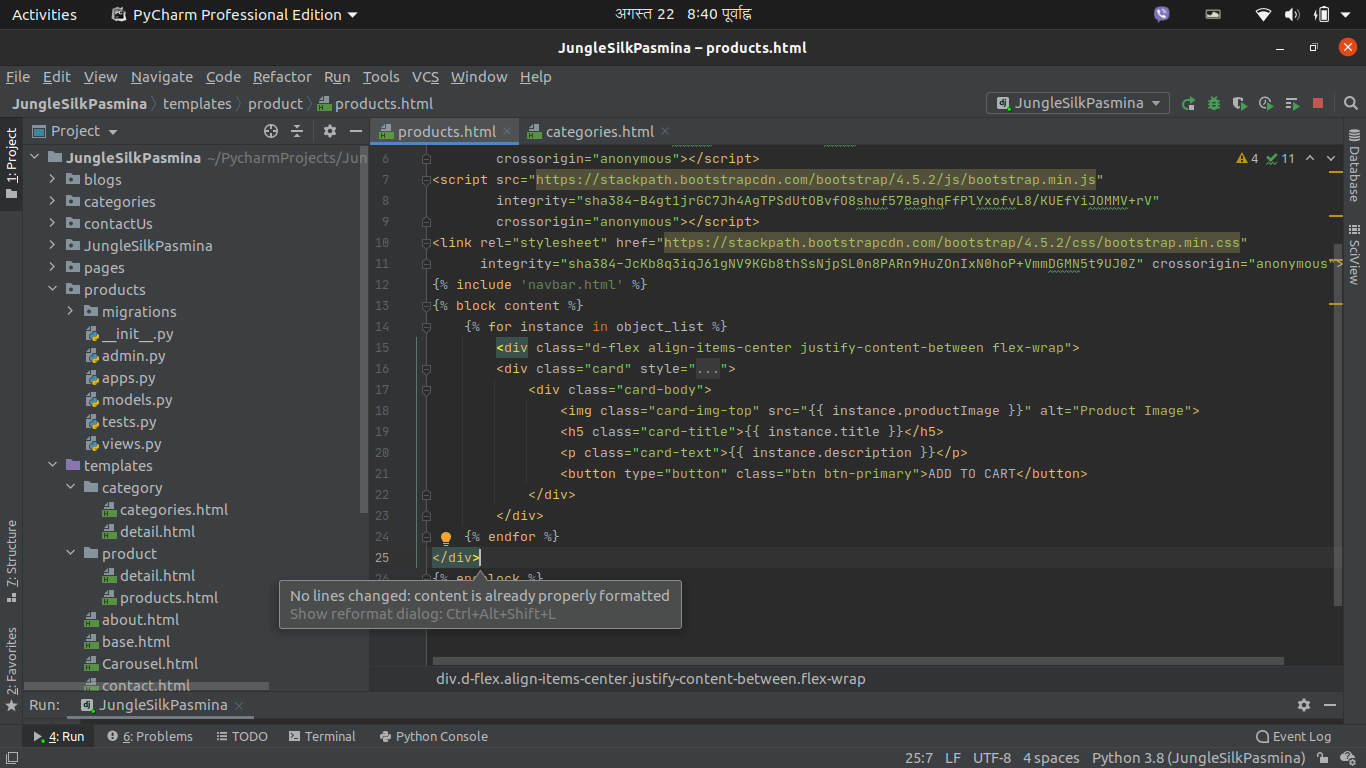 Activities PyCharm Professional Edition अगस्त 22 8:40 पूर्वाह्न
JungleSilkPasmina – products.html
File Edit View Navigate Code Refactor Run Tools VCS Window Help
JungleSilkPasmina templates product products.html JungleSilkPasmina
1: Project
Project
products.html
categories.html
JungleSilkPasmina ~/PycharmProjects/Jun
blogs
categories
contactUs
JungleSilkPasmina
pages
products
migrations
__init__.py
admin.py
apps.py
models.py
tests.py
views.py
templates
category
categories.html
detail.html
product
detail.html
products.html
about.html
base.html
Carousel.html
contact.html
4 11
6 crossorigin="anonymous"></script>
7 <script src="https://stackpath.bootstrapcdn.com/bootstrap/4.5.2/js/bootstrap.min.js"
8 integrity="sha384-B4gt1jrGC7Jh4AgTPSdUtOBvfO8shuf57BaghqFfPlYxofvL8/KUEfYiJOMMV+rV"
9 crossorigin="anonymous"></script>
10 <link rel="stylesheet" href="https://stackpath.bootstrapcdn.com/bootstrap/4.5.2/css/bootstrap.min.css"
11 integrity="sha384-JcKb8q3iqJ61gNV9KGb8thSsNjpSL0n8PARn9HuZOnIxN0hoP+VmmDGMN5t9UJ0Z" crossorigin="anonymous">
12 {% include 'navbar.html' %}
13 {% block content %}
14 {% for instance in object_list %}
15 <div class="d-flex align-items-center justify-content-between flex-wrap">
16 <div class="card" style="...">
17 <div class="card-body">
18 <img class="card-img-top" src="{{ instance.productImage }}" alt="Product Image">
19 <h5 class="card-title">{{ instance.title }}</h5>
20 <p class="card-text">{{ instance.description }}</p>
21 <button type="button" class="btn btn-primary">ADD TO CART</button>
22 </div>
23 </div>
24 {% endfor %}
25 </div>
26
No lines changed: content is already properly formatted
Show reformat dialog: Ctrl+Alt+Shift+L
div.d-flex.align-items-center.justify-content-between.flex-wrap
Database
SciView
7: Structure
2: Favorites
Run: JungleSilkPasmina
4: Run 6: Problems TODO Terminal Python Console Event Log
25:7 LF UTF-8 4 spaces Python 3.8 (JungleSilkPasmina)